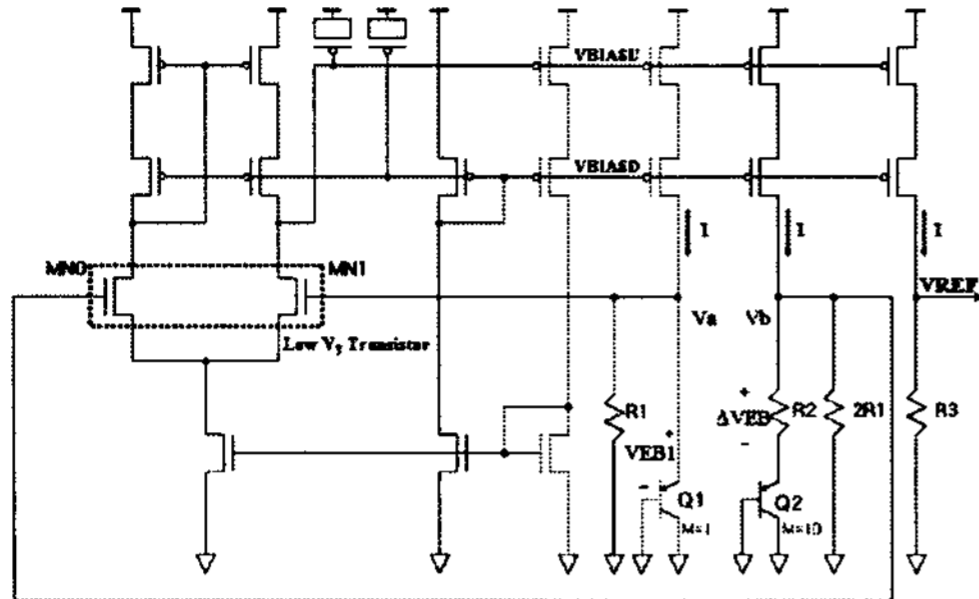 VBIASU
VBIASD
I
I
I
MN0
MN1
VREF
Va
Vb
Low VT Transistor
R1
+
ΔVEB
-
R2
2R1
R3
VEB1
+
-
Q1
M=1
Q2
M=10